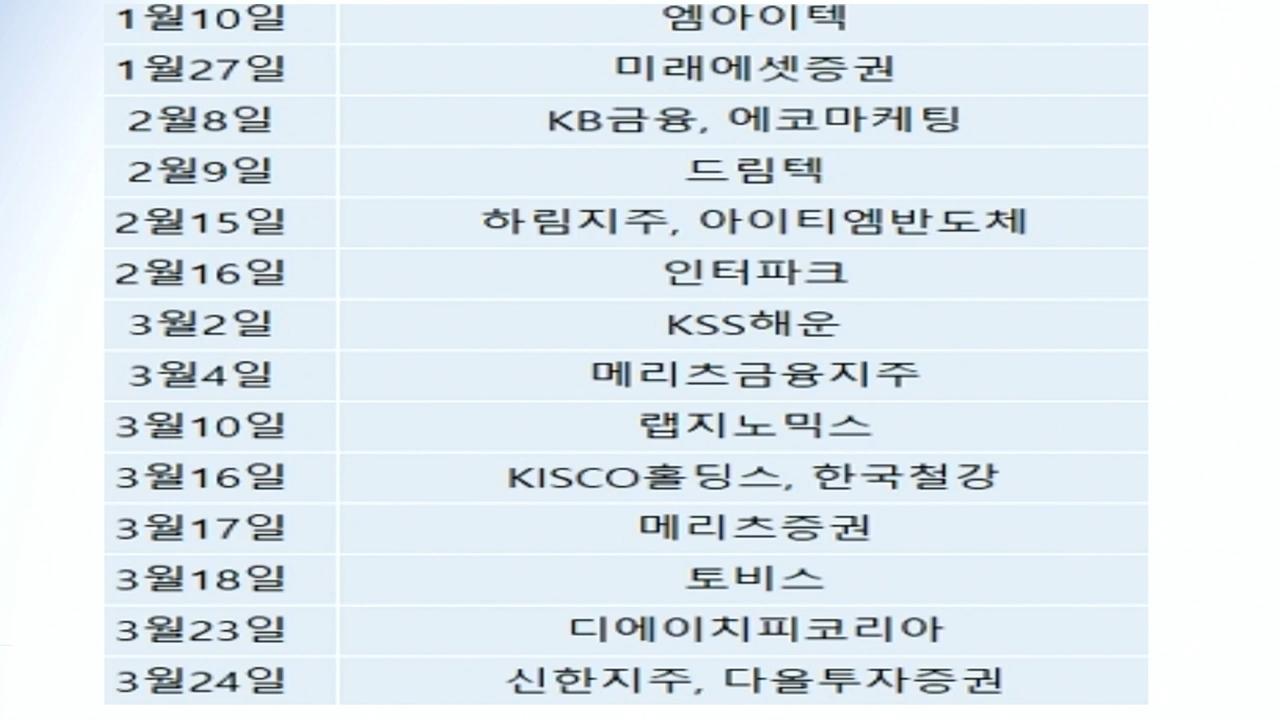 1월10일 엠아이텍
1월27일 미래에셋증권
2월8일 KB금융, 에코마케팅
2월9일 드림텍
2월15일 하림지주, 아이티엠반도체
2월16일 인터파크
3월2일 KSS해운
3월4일 메리츠금융지주
3월10일 랩지노믹스
3월16일 KISCO홀딩스, 한국철강
3월17일 메리츠증권
3월18일 토비스
3월23일 디에이치피코리아
3월24일 신한지주, 다올투자증권